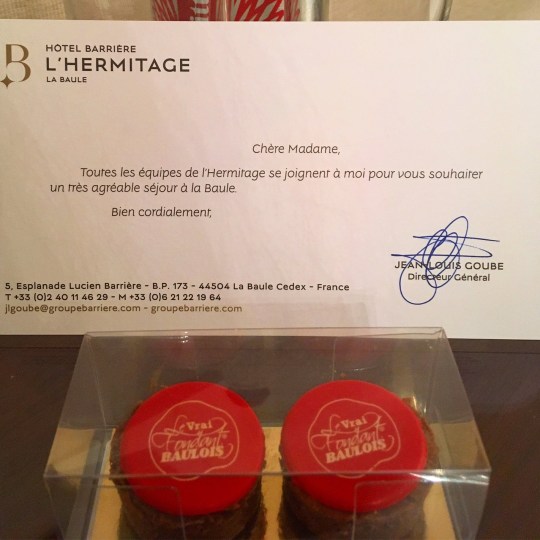 B
HÔTEL BARRIÈRE
L'HERMITAGE
LA BAULE
Chère Madame,
Toutes les équipes de l'Hermitage se joignent à moi pour vous souhaiter
un très agréable séjour à la Baule.
Bien cordialement,
JEAN-LOUIS GOUBE
Directeur Général
5, Esplanade Lucien Barrière - B.P. 173 - 44504 La Baule Cedex - France
T +33 (0)2 40 11 46 29 - M +33 (0)6 21 22 19 64
jlgoube@groupebarriere.com - groupebarriere.com
Vrai
Fondant
BAULOIS
Vrai
Fondant
BAULOIS